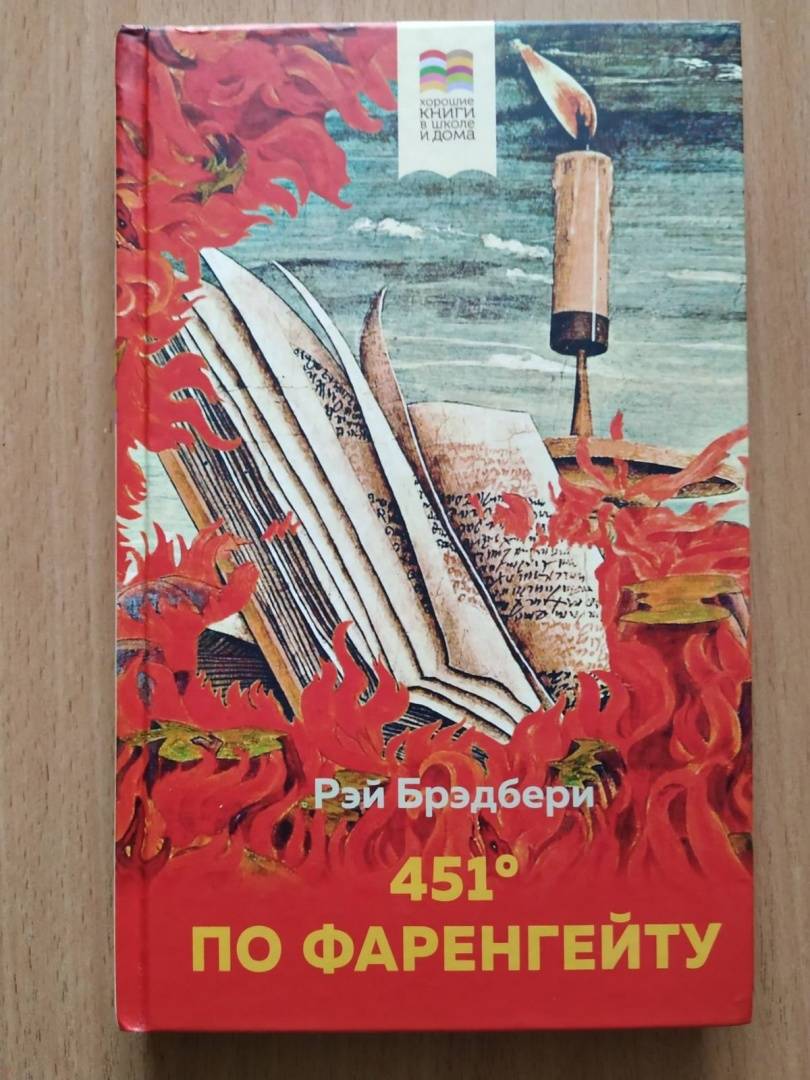 хорошие
книги
в школе
и дома
Рэй Брэдбери
451°
ПО ФАРЕНГЕЙТУ